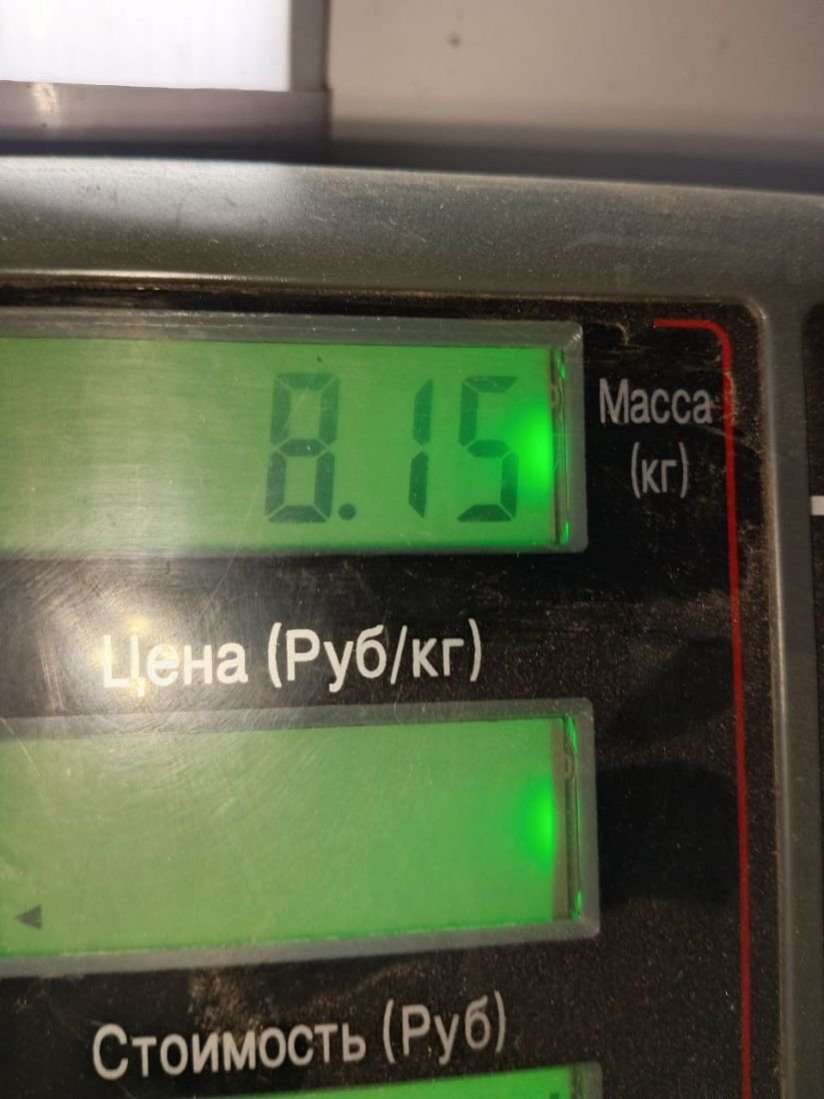 8.15
Масса
(кг)
Цена (Руб/кг)
Стоимость (Руб)